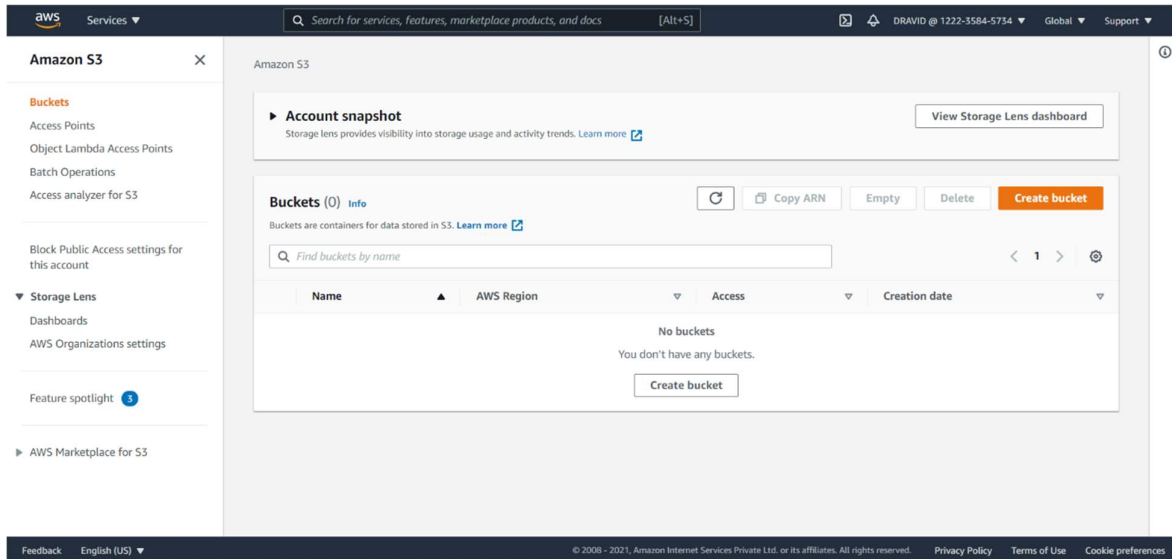 aws Services ▼ Search for services, features, marketplace products, and docs [Alt+S] DRAVID @ 1222-3584-5734 ▼ Global ▼ Support ▼
Amazon S3
Buckets
Access Points
Object Lambda Access Points
Batch Operations
Access analyzer for S3
Block Public Access settings for
this account
Storage Lens
Dashboards
AWS Organizations settings
Feature spotlight 3
AWS Marketplace for S3
Amazon S3
Account snapshot
Storage lens provides visibility into storage usage and activity trends. Learn more
View Storage Lens dashboard
Buckets (0) Info
Copy ARN Empty Delete Create bucket
Buckets are containers for data stored in S3. Learn more
Find buckets by name
< 1 >
Name AWS Region Access Creation date
No buckets
You don't have any buckets.
Create bucket
Feedback English (US) ▼ © 2008 - 2021, Amazon Internet Services Private Ltd. or its affiliates. All rights reserved. Privacy Policy Terms of Use Cookie preferences